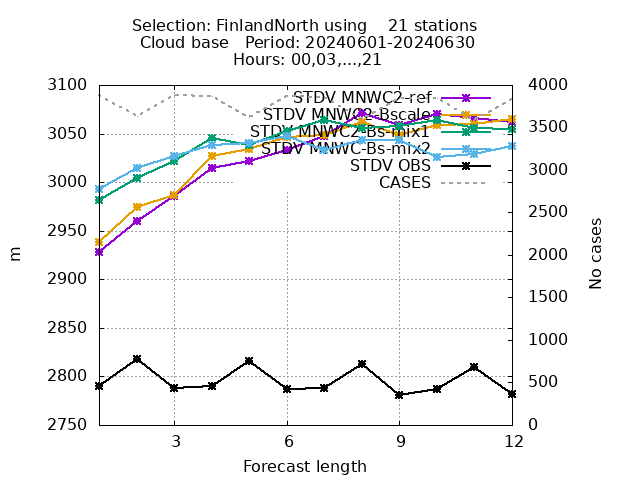 Selection: FinlandNorth using 21 stations
Cloud base Period: 20240601-20240630
Hours: 00,03,...,21
3100
3050
3000
2950
2900
2850
2800
2750
4000
3500
3000
2500
2000
1500
1000
500
0
STDV MNWC2-ref
STDV MNWC2-Bscale
STDV MNWC2-Bs-mix1
STDV MNWC-Bs-mix2
STDV OBS
CASES
m
No cases
3 6 9 12
Forecast length